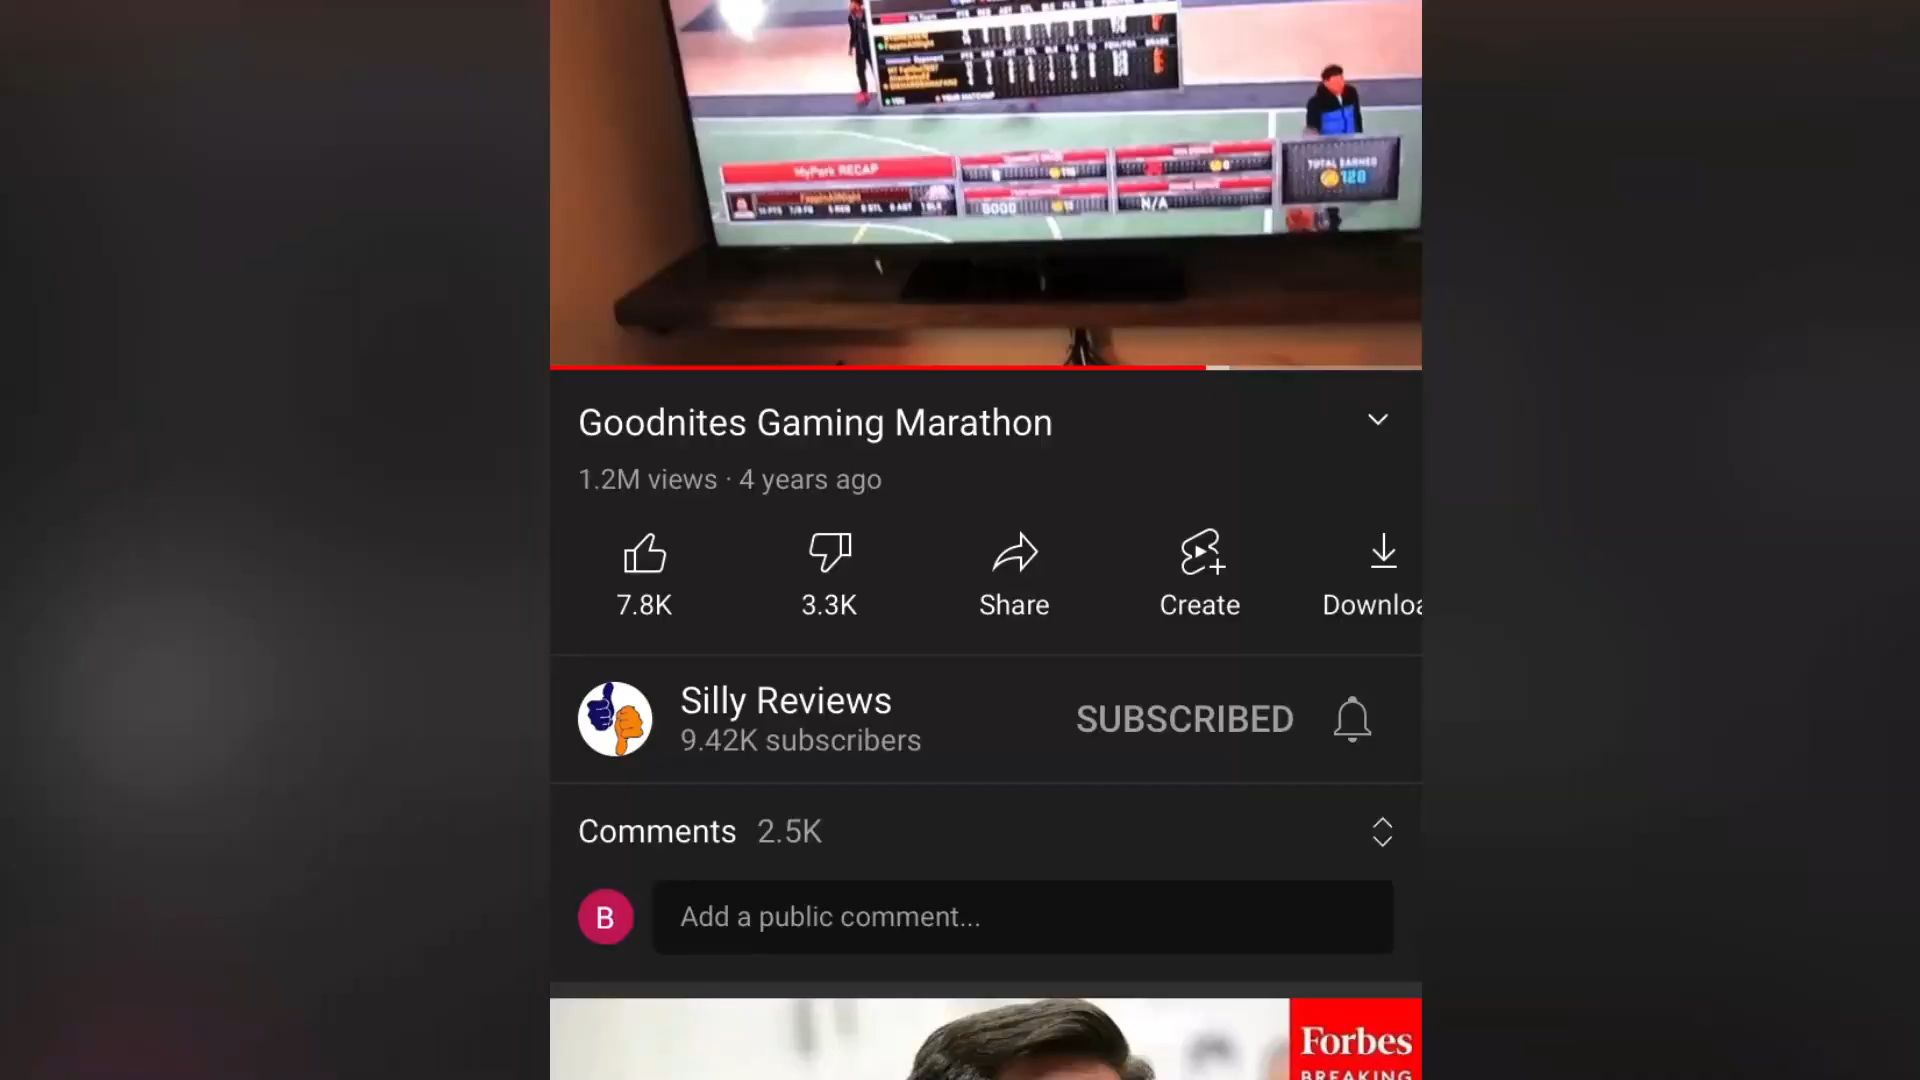 MyPark RECAP
TOTAL EARNED
120
N/A
Goodnites Gaming Marathon
1.2M views · 4 years ago
7.8K
3.3K
Share
Create
Downloa
Silly Reviews
9.42K subscribers
SUBSCRIBED
Comments 2.5K
B
Add a public comment...
Forbes
BREAKING